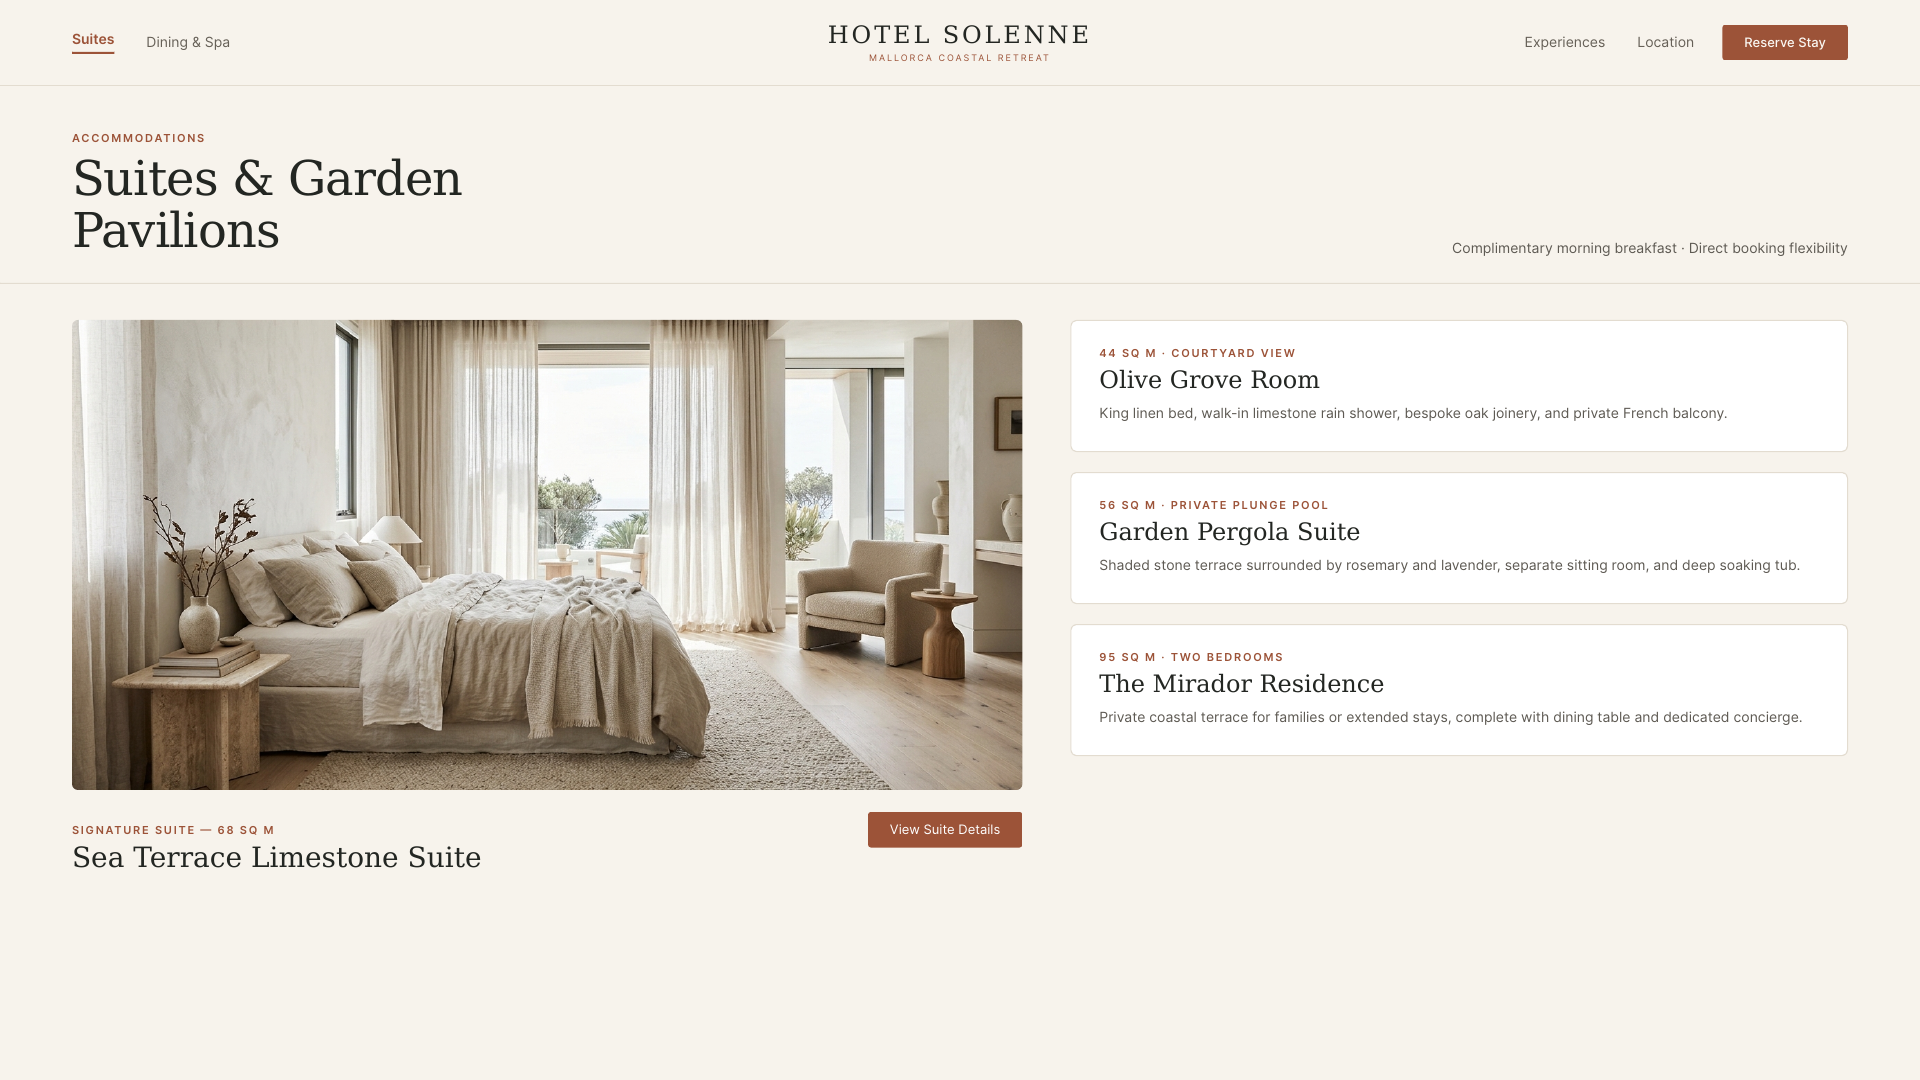 Suites
Dining & Spa
HOTEL SOLENNE
MALLORCA COASTAL RETREAT
Experiences
Location
Reserve Stay
ACCOMMODATIONS
Suites & Garden
Pavilions
Complimentary morning breakfast · Direct booking flexibility
SIGNATURE SUITE — 68 SQ M
Sea Terrace Limestone Suite
View Suite Details
44 SQ M · COURTYARD VIEW
Olive Grove Room
King linen bed, walk-in limestone rain shower, bespoke oak joinery, and private French balcony.
56 SQ M · PRIVATE PLUNGE POOL
Garden Pergola Suite
Shaded stone terrace surrounded by rosemary and lavender, separate sitting room, and deep soaking tub.
95 SQ M · TWO BEDROOMS
The Mirador Residence
Private coastal terrace for families or extended stays, complete with dining table and dedicated concierge.